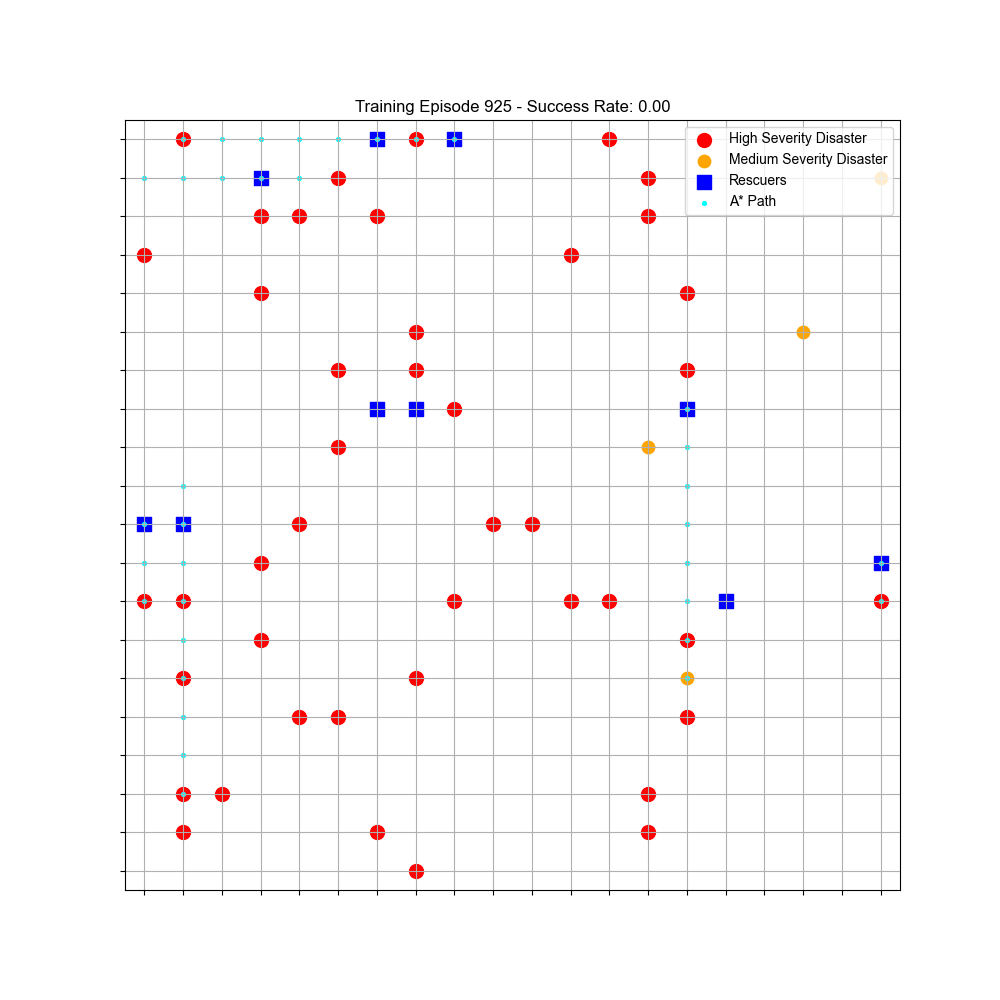 Training Episode 925 - Success Rate: 0.00
High Severity Disaster
Medium Severity Disaster
Rescuers
A* Path